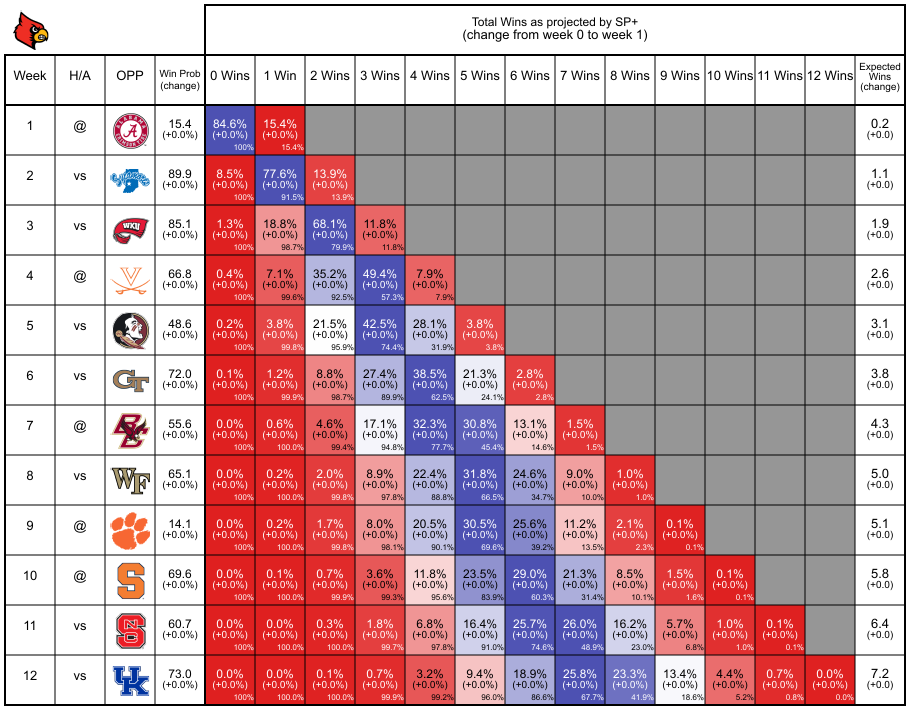 Total Wins as projected by SP+
(change from week 0 to week 1)
Week H/A OPP Win Prob (change) 0 Wins 1 Win 2 Wins 3 Wins 4 Wins 5 Wins 6 Wins 7 Wins 8 Wins 9 Wins 10 Wins 11 Wins 12 Wins Expected Wins (change)
1 @ ALABAMA A 15.4 84.6% 15.4% 0.2
(+0.0%) (+0.0%) (+0.0%) (+0.0)
100% 15.4%
2 vs 89.9 8.5% 77.6% 13.9% 1.1
(+0.0%) (+0.0%) (+0.0%) (+0.0%) (+0.0)
100% 91.5% 13.9%
3 vs WKU 85.1 1.3% 18.8% 68.1% 11.8% 1.9
(+0.0%) (+0.0%) (+0.0%) (+0.0%) (+0.0%) (+0.0)
100% 98.7% 79.9% 11.8%
4 @ V 66.8 0.4% 7.1% 35.2% 49.4% 7.9% 2.6
(+0.0%) (+0.0%) (+0.0%) (+0.0%) (+0.0%) (+0.0%) (+0.0)
100% 99.6% 92.5% 57.3% 7.9%
5 vs 48.6 0.2% 3.8% 21.5% 42.5% 28.1% 3.8% 3.1
(+0.0%) (+0.0%) (+0.0%) (+0.0%) (+0.0%) (+0.0%) (+0.0%) (+0.0)
100% 99.8% 95.9% 74.4% 31.9% 3.8%
6 vs GT 72.0 0.1% 1.2% 8.8% 27.4% 38.5% 21.3% 2.8% 3.8
(+0.0%) (+0.0%) (+0.0%) (+0.0%) (+0.0%) (+0.0%) (+0.0%) (+0.0%) (+0.0)
100% 99.9% 98.7% 89.9% 62.5% 24.1% 2.8%
7 @ BC 55.6 0.0% 0.6% 4.6% 17.1% 32.3% 30.8% 13.1% 1.5% 4.3
(+0.0%) (+0.0%) (+0.0%) (+0.0%) (+0.0%) (+0.0%) (+0.0%) (+0.0%) (+0.0%) (+0.0)
100% 100.0% 99.4% 94.8% 77.7% 45.4% 14.6% 1.5%
8 vs WF 65.1 0.0% 0.2% 2.0% 8.9% 22.4% 31.8% 24.6% 9.0% 1.0% 5.0
(+0.0%) (+0.0%) (+0.0%) (+0.0%) (+0.0%) (+0.0%) (+0.0%) (+0.0%) (+0.0%) (+0.0%) (+0.0)
100% 100.0% 99.8% 97.8% 88.8% 66.5% 34.7% 10.0% 1.0%
9 @ 14.1 0.0% 0.2% 1.7% 8.0% 20.5% 30.5% 25.6% 11.2% 2.1% 0.1% 5.1
(+0.0%) (+0.0%) (+0.0%) (+0.0%) (+0.0%) (+0.0%) (+0.0%) (+0.0%) (+0.0%) (+0.0%) (+0.0%) (+0.0)
100% 100.0% 99.8% 98.1% 90.1% 69.6% 39.2% 13.5% 2.3% 0.1%
10 @ S 69.6 0.0% 0.1% 0.7% 3.6% 11.8% 23.5% 29.0% 21.3% 8.5% 1.5% 0.1% 5.8
(+0.0%) (+0.0%) (+0.0%) (+0.0%) (+0.0%) (+0.0%) (+0.0%) (+0.0%) (+0.0%) (+0.0%) (+0.0%) (+0.0%) (+0.0)
100% 100.0% 99.9% 99.3% 95.6% 83.9% 60.3% 31.4% 10.1% 1.6% 0.1%
11 vs NCS 60.7 0.0% 0.0% 0.3% 1.8% 6.8% 16.4% 25.7% 26.0% 16.2% 5.7% 1.0% 0.1% 6.4
(+0.0%) (+0.0%) (+0.0%) (+0.0%) (+0.0%) (+0.0%) (+0.0%) (+0.0%) (+0.0%) (+0.0%) (+0.0%) (+0.0%) (+0.0%) (+0.0)
100% 100.0% 100.0% 99.7% 97.8% 91.0% 74.6% 48.9% 23.0% 6.8% 1.0% 0.1%
12 vs UK 73.0 0.0% 0.0% 0.1% 0.7% 3.2% 9.4% 18.9% 25.8% 23.3% 13.4% 4.4% 0.7% 0.0% 7.2
(+0.0%) (+0.0%) (+0.0%) (+0.0%) (+0.0%) (+0.0%) (+0.0%) (+0.0%) (+0.0%) (+0.0%) (+0.0%) (+0.0%) (+0.0%) (+0.0%) (+0.0)
100% 100.0% 100.0% 99.9% 99.2% 96.0% 86.6% 67.7% 41.9% 18.6% 5.2% 0.8% 0.0%